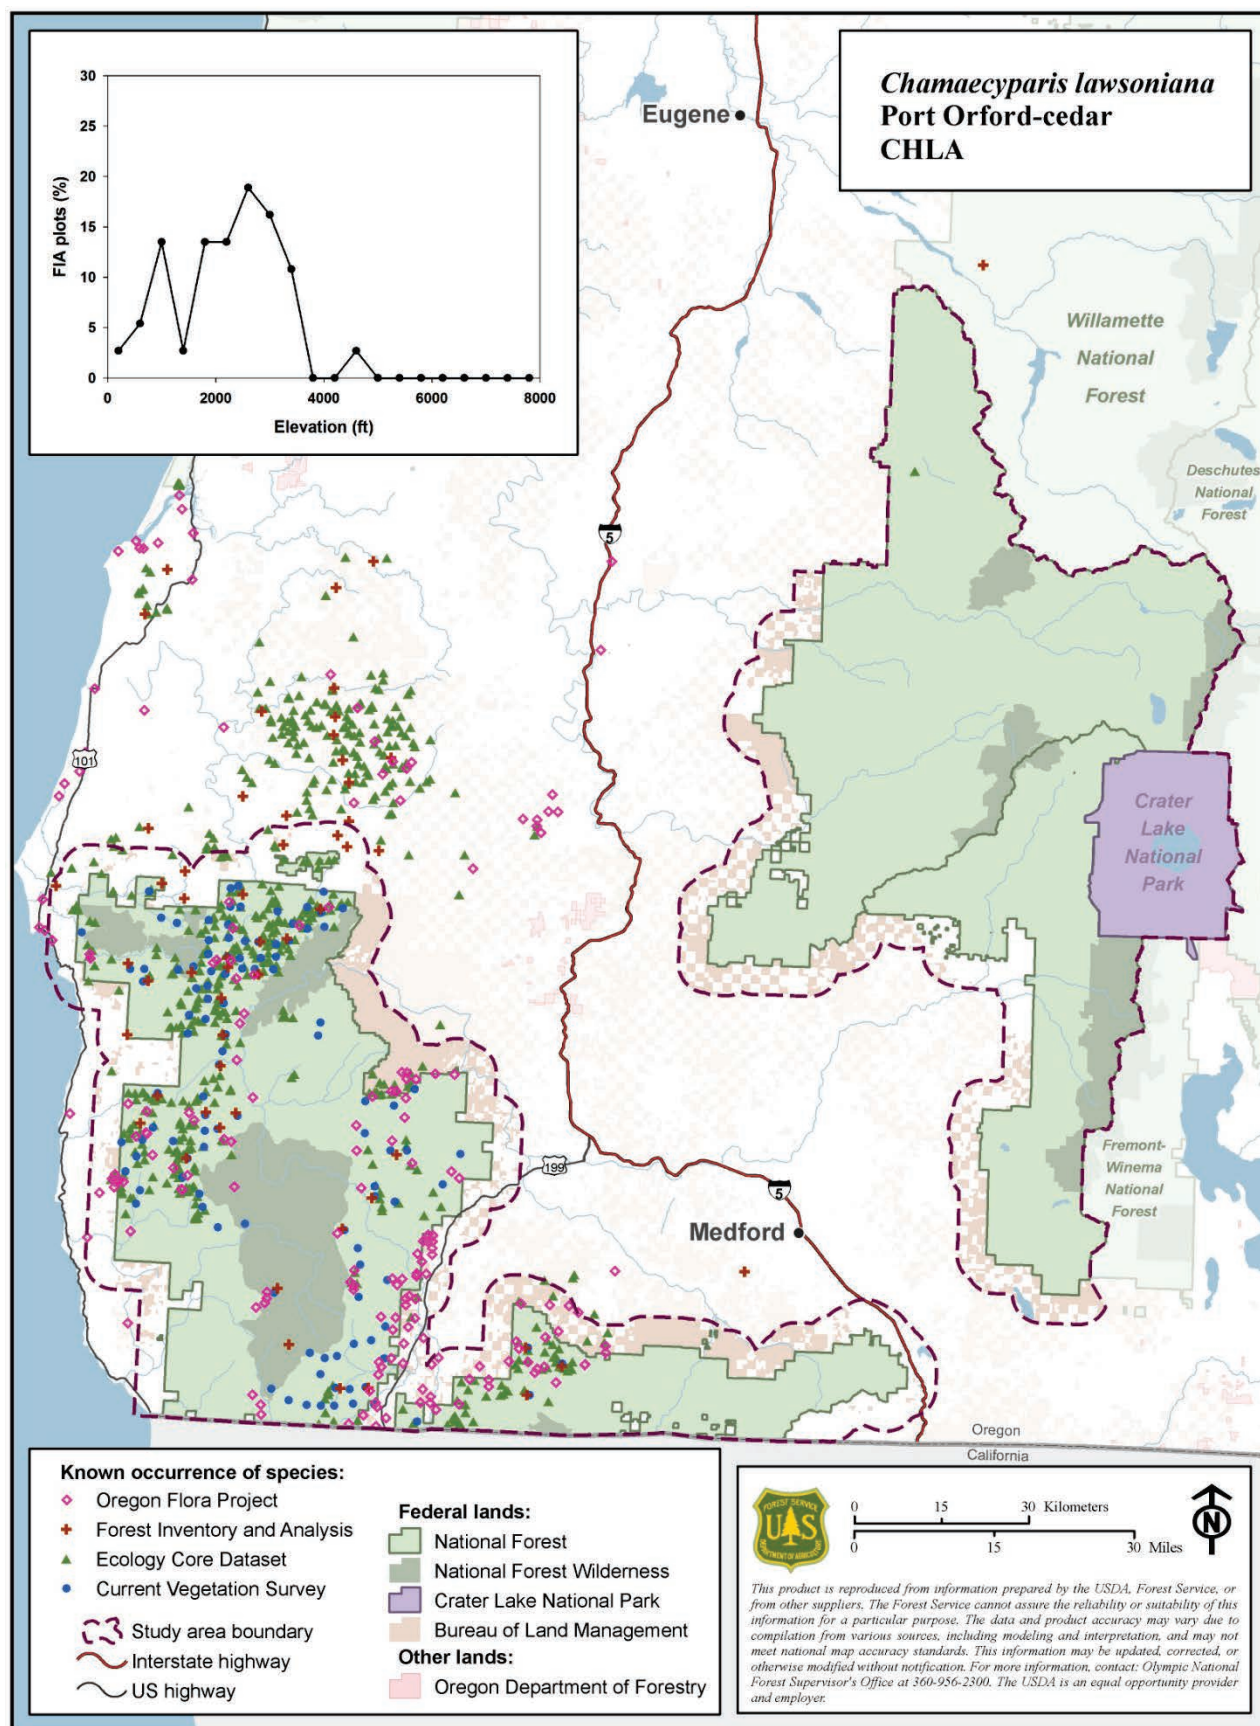 30
25
20
15
10
5
0
FIA plots (%)
0 2000 4000 6000 8000
Elevation (ft)
Chamaecyparis lawsoniana
Port Orford-cedar
CHLA
Eugene
Willamette
National
Forest
Deschutes
National
Forest
5
101
Crater
Lake
National
Park
199
Fremont-
Winema
National
Forest
5
Medford
Oregon
California
Known occurrence of species:
Oregon Flora Project
Forest Inventory and Analysis
Ecology Core Dataset
Current Vegetation Survey
Study area boundary
Interstate highway
US highway
Federal lands:
National Forest
National Forest Wilderness
Crater Lake National Park
Bureau of Land Management
Other lands:
Oregon Department of Forestry
FOREST SERVICE
U S
DEPARTMENT OF AGRICULTURE
0 15 30 Kilometers
0 15 30 Miles
N
This product is reproduced from information prepared by the USDA, Forest Service, or
from other suppliers. The Forest Service cannot assure the reliability or suitability of this
information for a particular purpose. The data and product accuracy may vary due to
compilation from various sources, including modeling and interpretation, and may not
meet national map accuracy standards. This information may be updated, corrected, or
otherwise modified without notification. For more information, contact: Olympic National
Forest Supervisor's Office at 360-956-2300. The USDA is an equal opportunity provider
and employer.